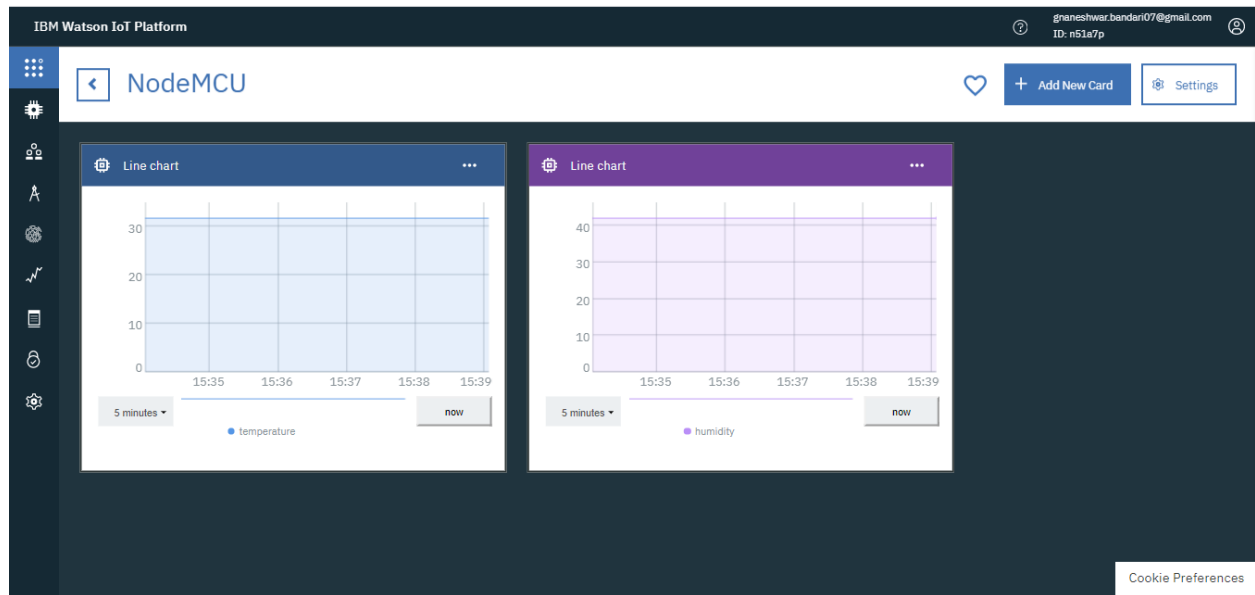 IBM Watson IoT Platform
gnaneshwar.bandari07@gmail.com
ID: n51a7p
NodeMCU
Add New Card
Settings
Line chart
30
20
10
0
15:35 15:36 15:37 15:38 15:39
5 minutes
now
temperature
Line chart
40
30
20
10
0
15:35 15:36 15:37 15:38 15:39
5 minutes
now
humidity
Cookie Preferences